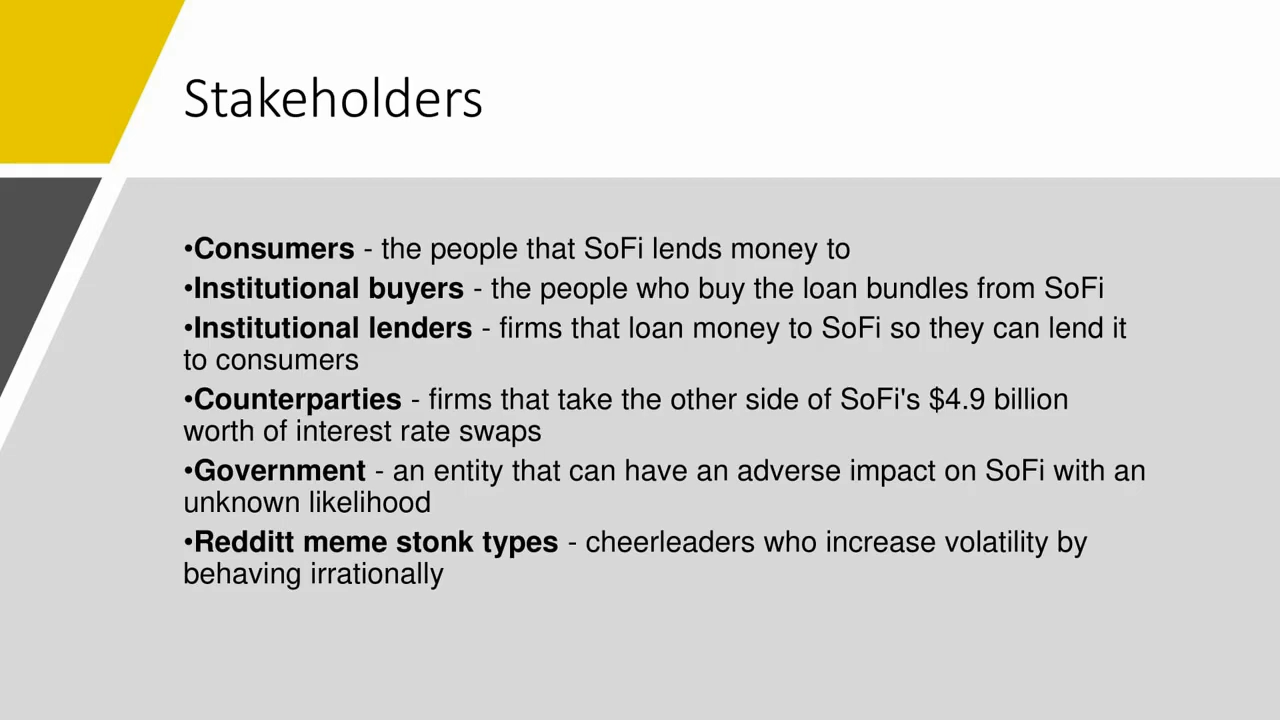 Stakeholders
•Consumers - the people that SoFi lends money to
•Institutional buyers - the people who buy the loan bundles from SoFi
•Institutional lenders - firms that loan money to SoFi so they can lend it
to consumers
•Counterparties - firms that take the other side of SoFi's $4.9 billion
worth of interest rate swaps
•Government - an entity that can have an adverse impact on SoFi with an
unknown likelihood
•Redditt meme stonk types - cheerleaders who increase volatility by
behaving irrationally